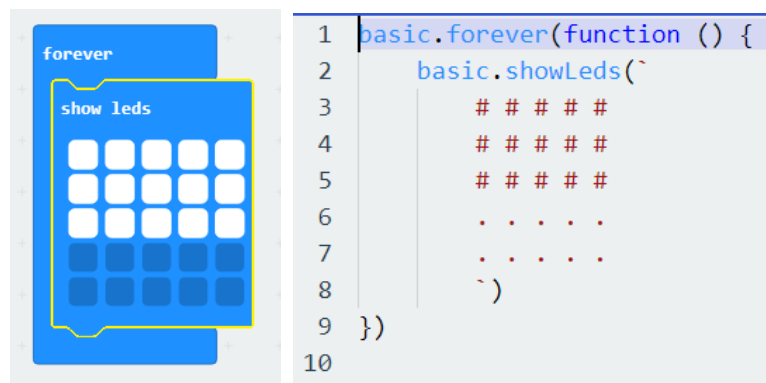 forever
show leds
1 basic.forever(function () {
2     basic.showLeds(`
3         # # # # #
4         # # # # #
5         # # # # #
6         . . . . .
7         . . . . .
8         `)
9 })
10